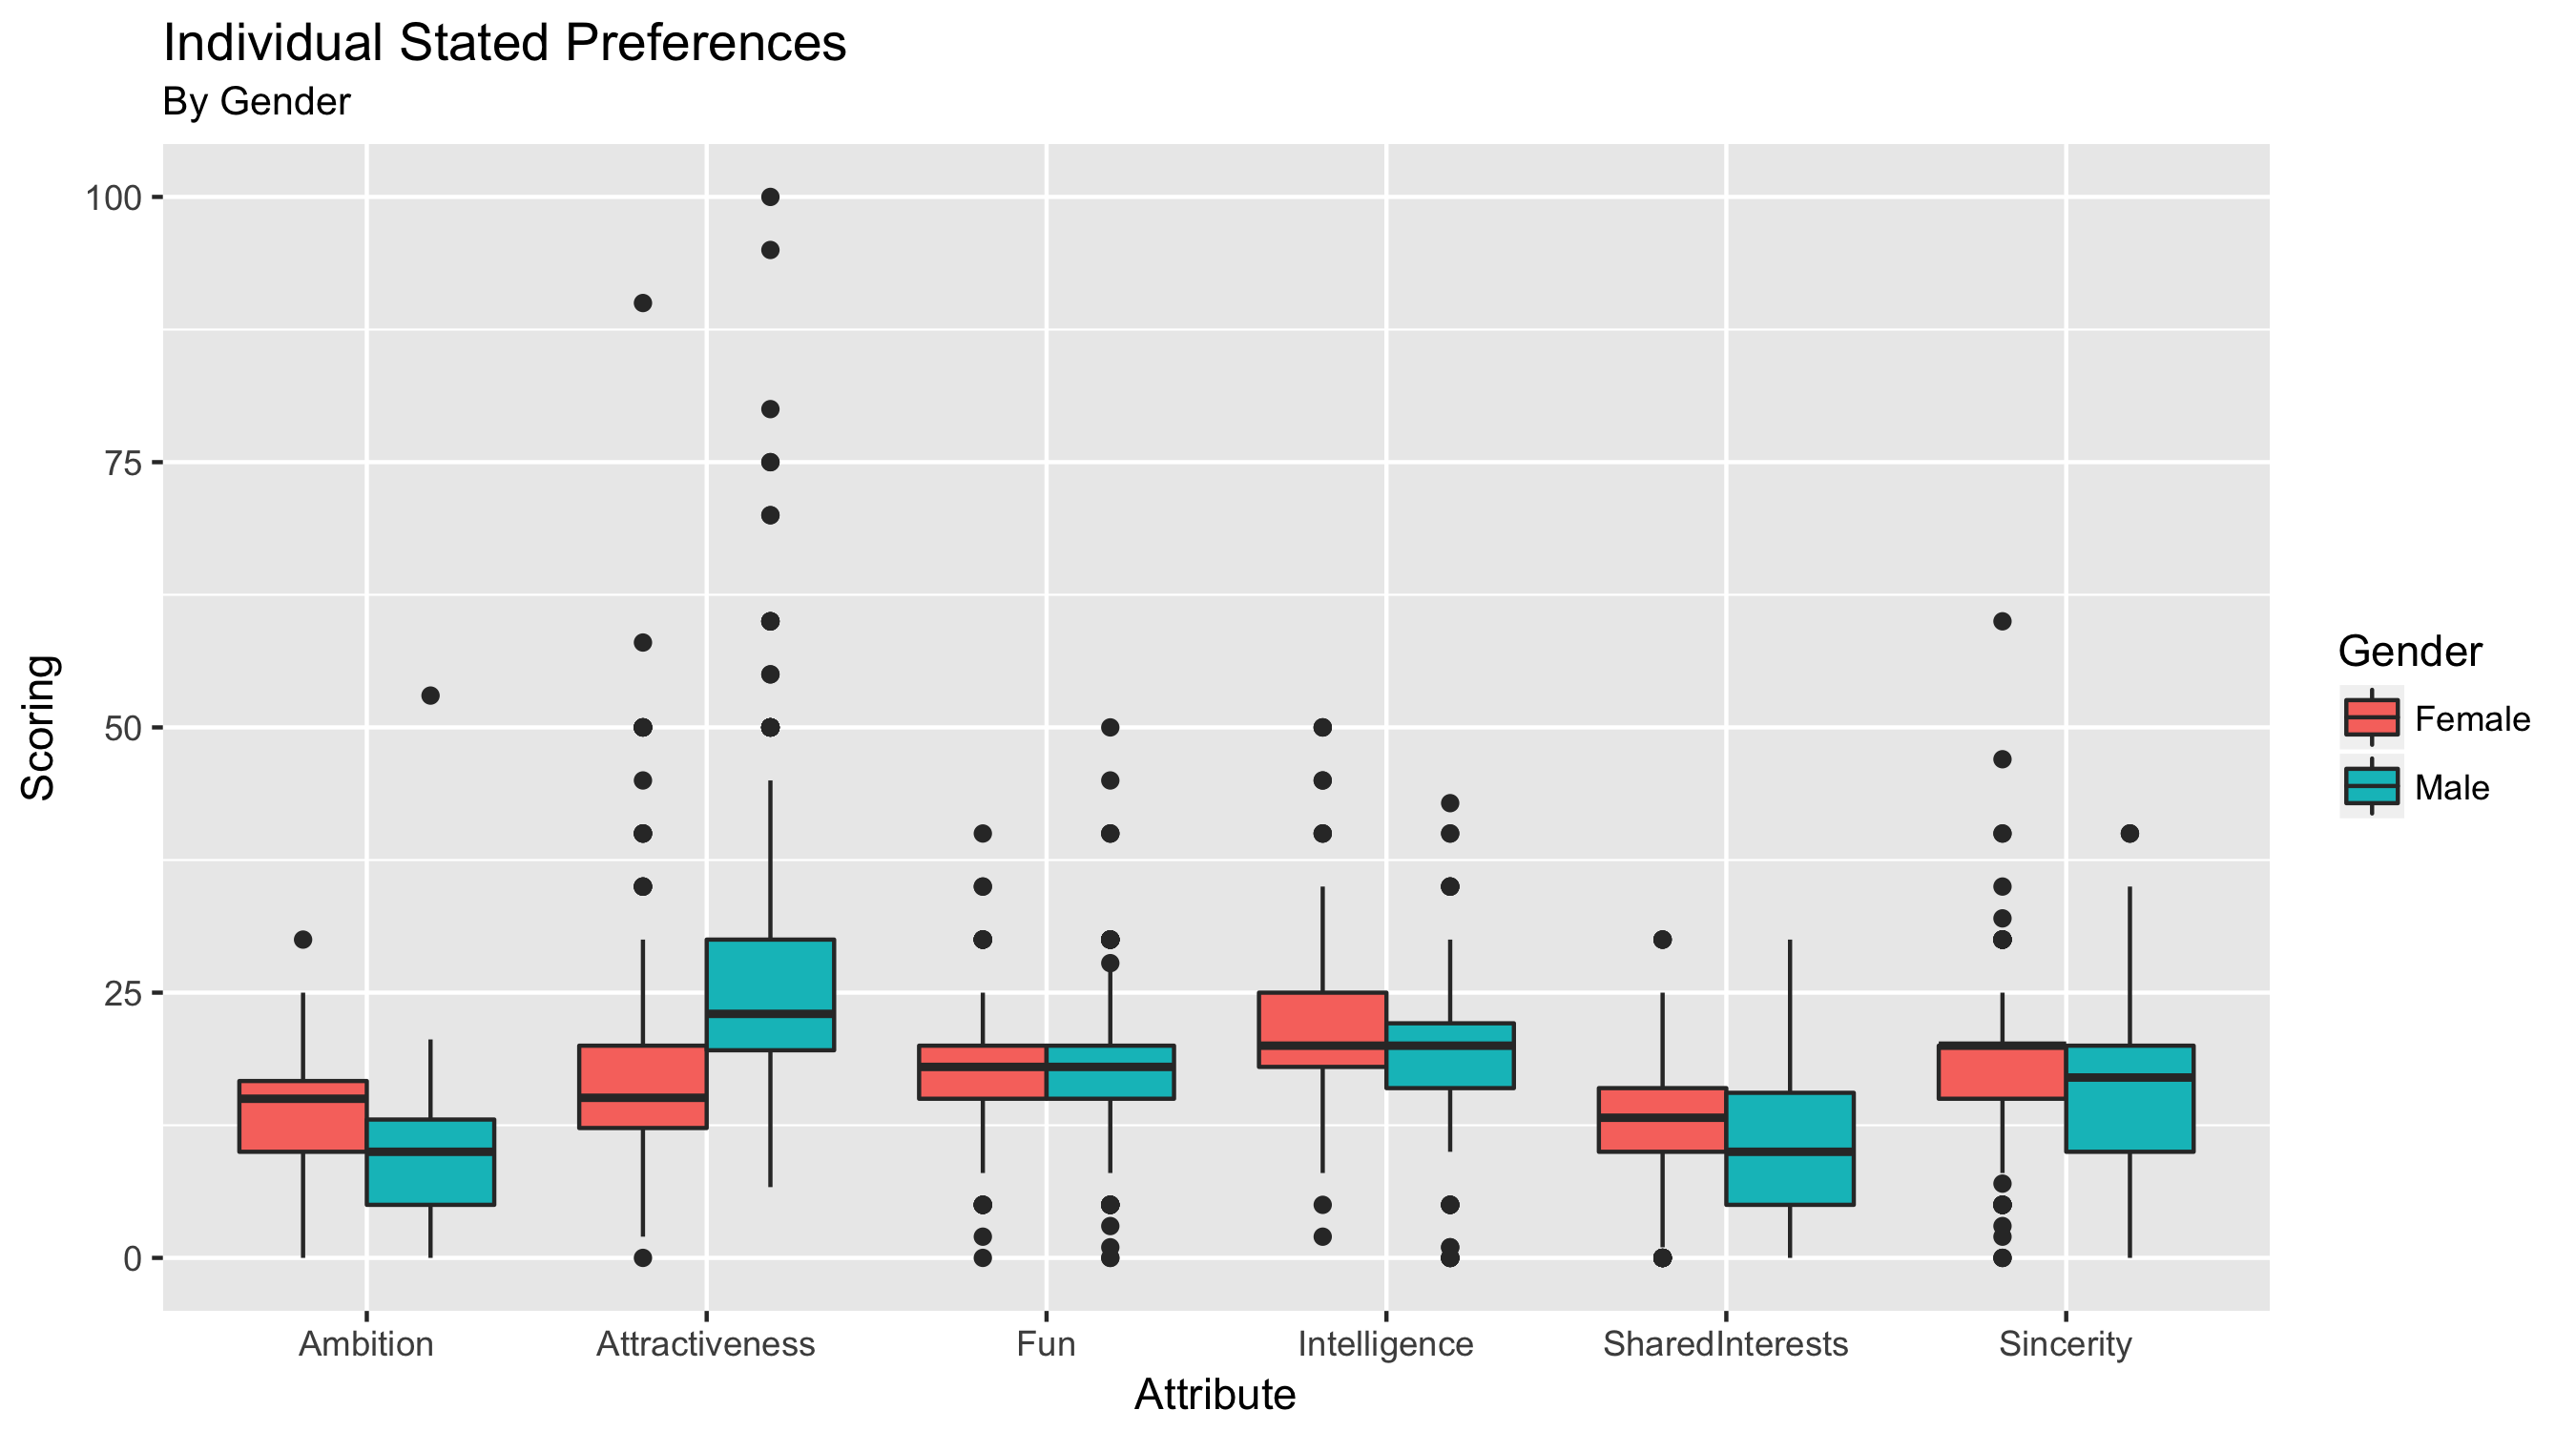 Individual Stated Preferences
By Gender
Scoring
100
75
50
25
0
Ambition
Attractiveness
Fun
Intelligence
SharedInterests
Sincerity
Attribute
Gender
Female
Male